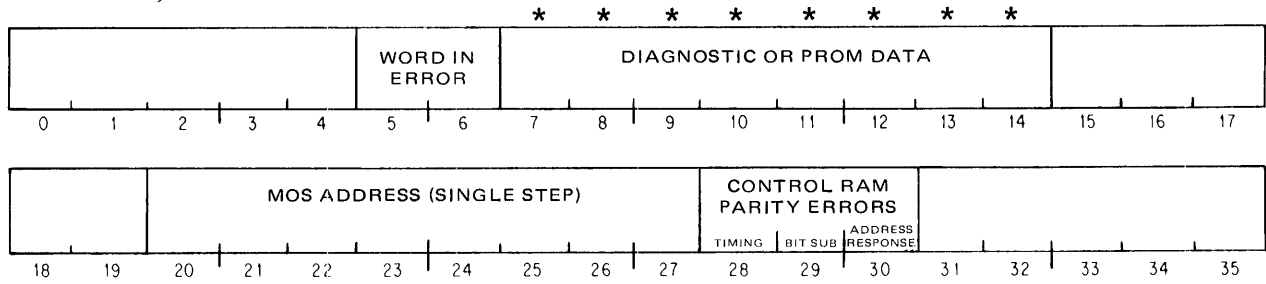 * * * * * * * *
WORD IN DIAGNOSTIC OR PROM DATA
ERROR
0 1 2 3 4 5 6 7 8 9 10 11 12 13 14 15 16 17
MOS ADDRESS (SINGLE STEP) CONTROL RAM
PARITY ERRORS
TIMING BIT SUB ADDRESS
RESPONSE
18 19 20 21 22 23 24 25 26 27 28 29 30 31 32 33 34 35